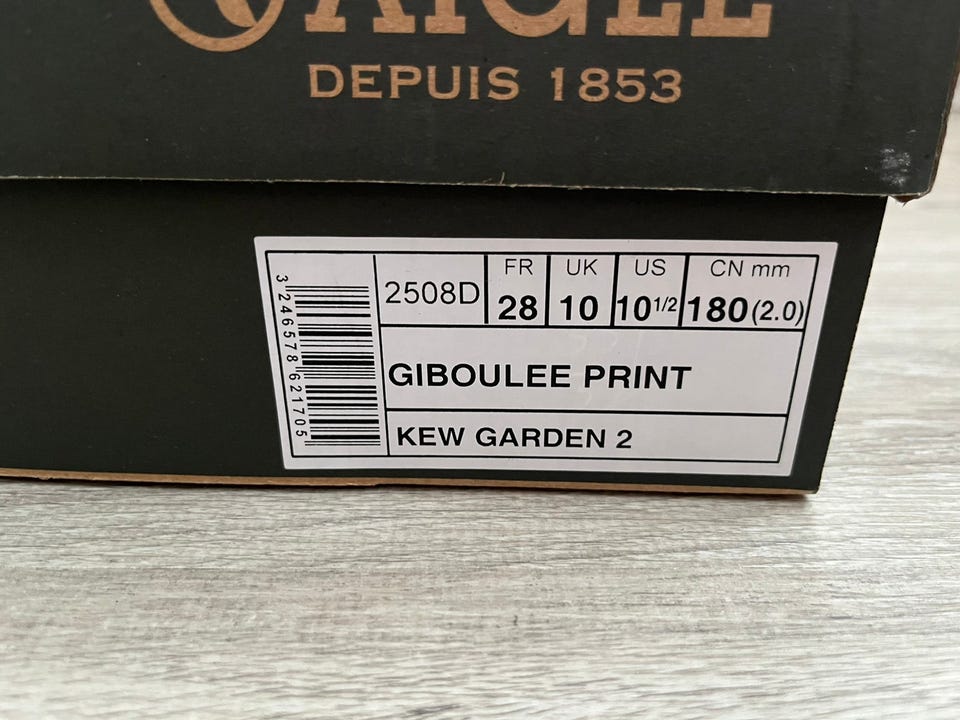 AIGLE
DEPUIS 1853
3 246578 621705
2508D
FR UK US CN mm
28 10 10 1/2 180 (2.0)
GIBOULEE PRINT
KEW GARDEN 2